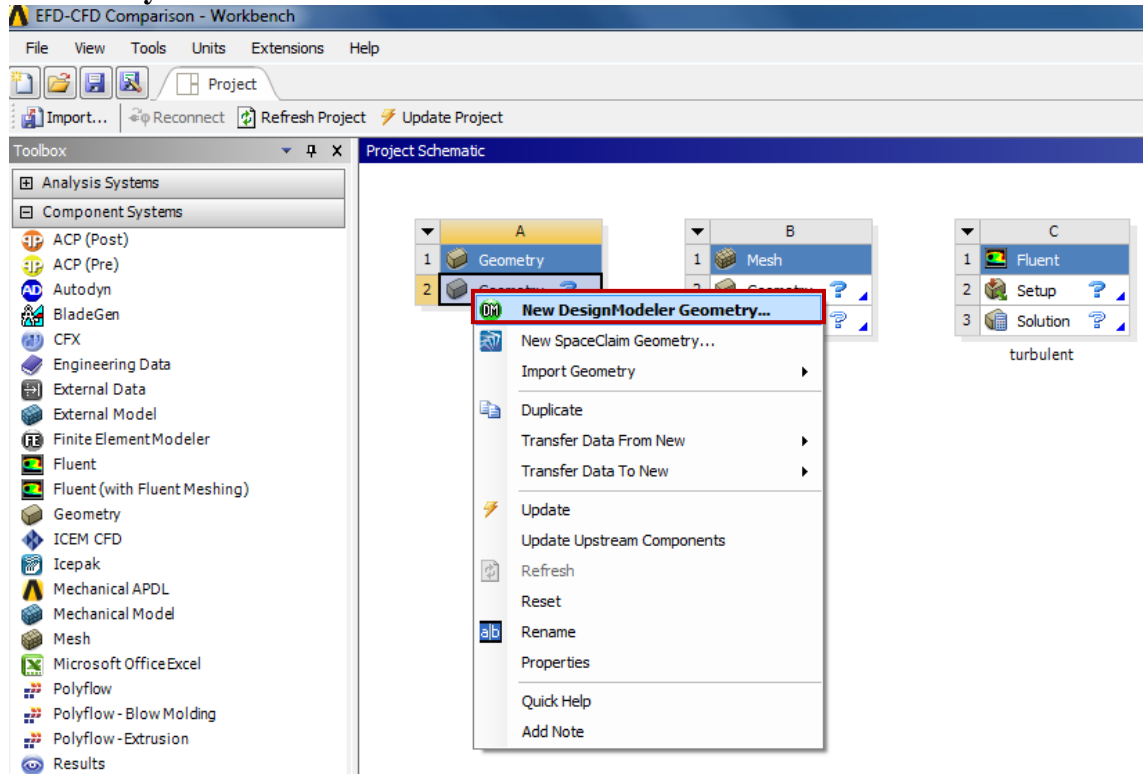 EFD-CFD Comparison - Workbench
File View Tools Units Extensions Help
Project
Import... Reconnect Refresh Project Update Project
Toolbox
Project Schematic
Analysis Systems
Component Systems
ACP (Post)
ACP (Pre)
Autodyn
BladeGen
CFX
Engineering Data
External Data
External Model
Finite Element Modeler
Fluent
Fluent (with Fluent Meshing)
Geometry
ICEM CFD
Icepak
Mechanical APDL
Mechanical Model
Mesh
Microsoft Office Excel
Polyflow
Polyflow - Blow Molding
Polyflow - Extrusion
Results
A
1 Geometry
2 Geometry ?
B
1 Mesh
2 Geometry ?
?
C
1 Fluent
2 Setup ?
3 Solution ?
turbulent
DM New DesignModeler Geometry...
New SpaceClaim Geometry...
Import Geometry
Duplicate
Transfer Data From New
Transfer Data To New
Update
Update Upstream Components
Refresh
Reset
a|b Rename
Properties
Quick Help
Add Note